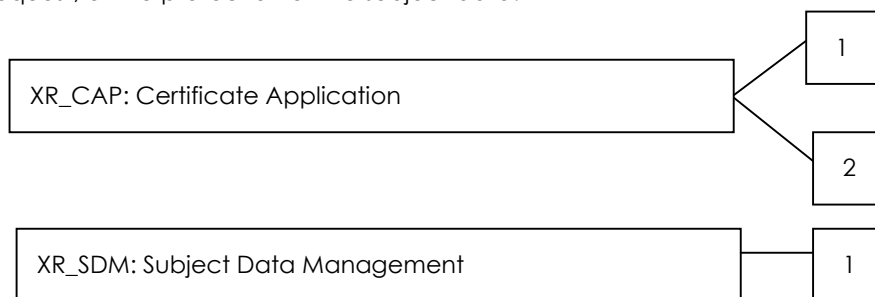 1
XR_CAP: Certificate Application
2
XR_SDM: Subject Data Management
1